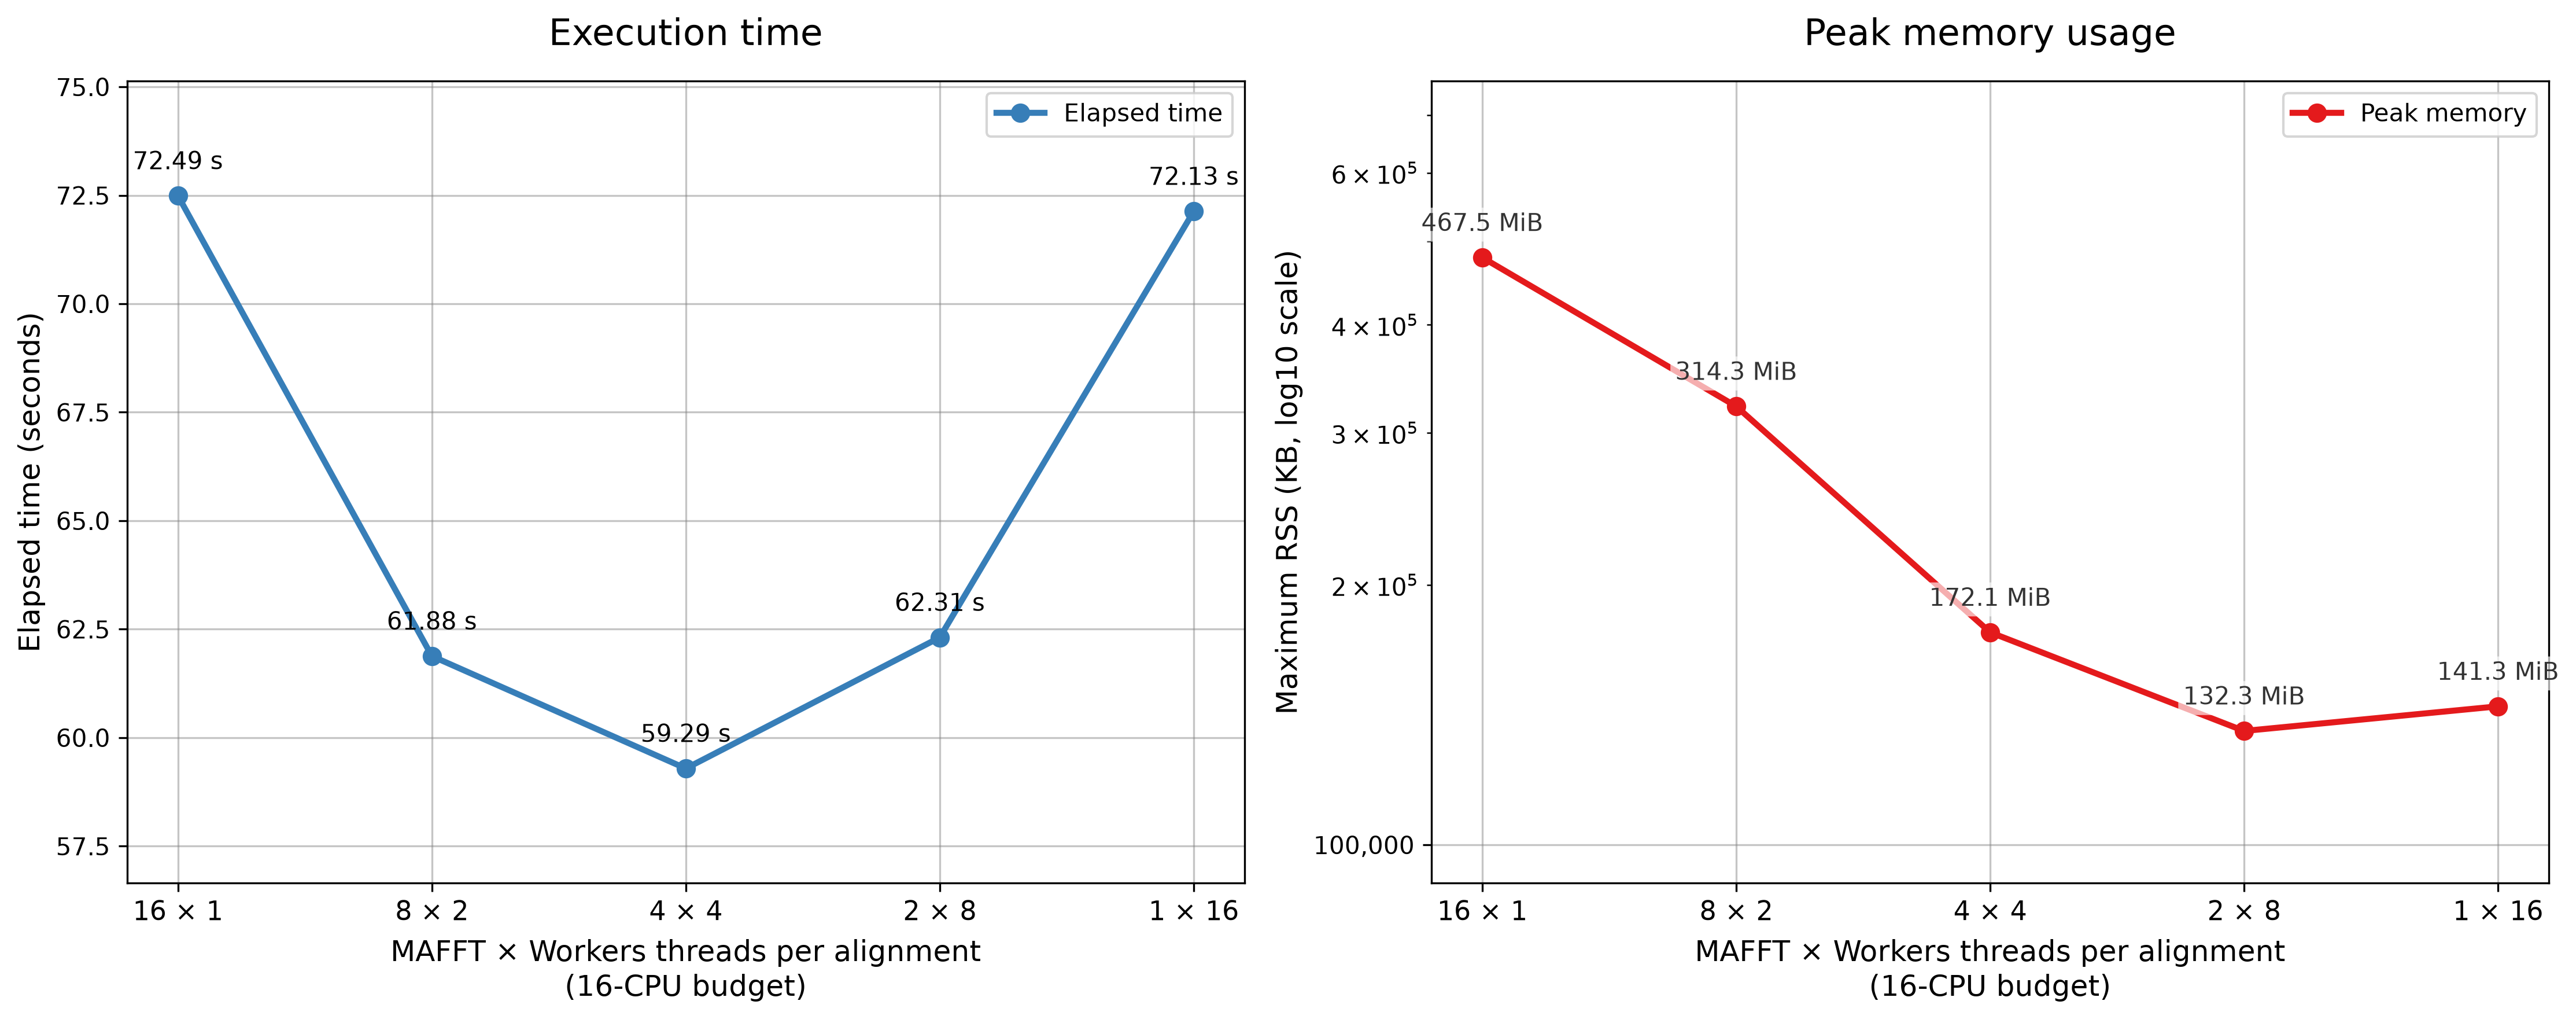 Execution time
75.0
72.5
70.0
67.5
65.0
62.5
60.0
57.5
Elapsed time (seconds)
Elapsed time
72.49 s
61.88 s
59.29 s
62.31 s
72.13 s
16 × 1
8 × 2
4 × 4
2 × 8
1 × 16
MAFFT × Workers threads per alignment
(16-CPU budget)
Peak memory usage
6 × 10⁵
4 × 10⁵
3 × 10⁵
2 × 10⁵
100,000
Maximum RSS (KB, log10 scale)
Peak memory
467.5 MiB
314.3 MiB
172.1 MiB
132.3 MiB
141.3 MiB
16 × 1
8 × 2
4 × 4
2 × 8
1 × 16
MAFFT × Workers threads per alignment
(16-CPU budget)